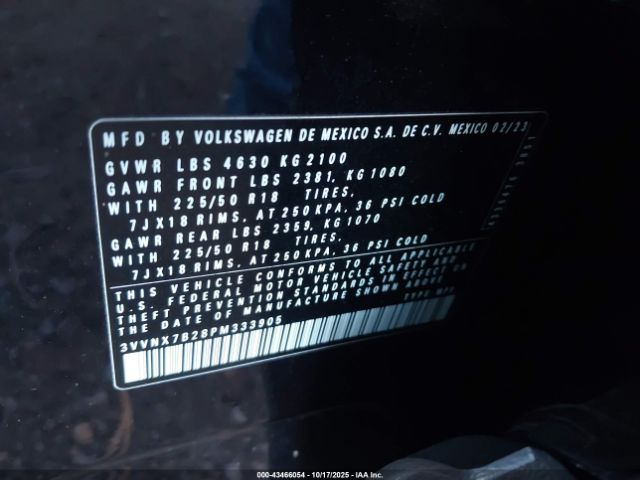 MFD BY VOLKSWAGEN DE MEXICO S.A. DE C.V. MEXICO 02/23
GVWR LBS 4630 KG2100
GAWR FRONT LBS 2381, KG1080
WITH 225/50 R18 TIRES,
7JX18 RIMS, AT 250KPA, 36 PSI COLD
GAWR REAR LBS 2359, KG 1070
WITH 225/50 R18 TIRES,
7JX18 RIMS, AT 250KPA, 36 PSI COLD
THIS VEHICLE CONFORMS TO ALL APPLICABLE
U.S. FEDERAL MOTOR VEHICLE SAFETY AND
THEFT PREVENTION STANDARDS IN EFFECT ON
THE DATE OF MANUFACTURE SHOWN ABOVE.
3VVNX7B28PM333905 TYPE
000-43466054 - 10/17/2025 - IAA Inc.